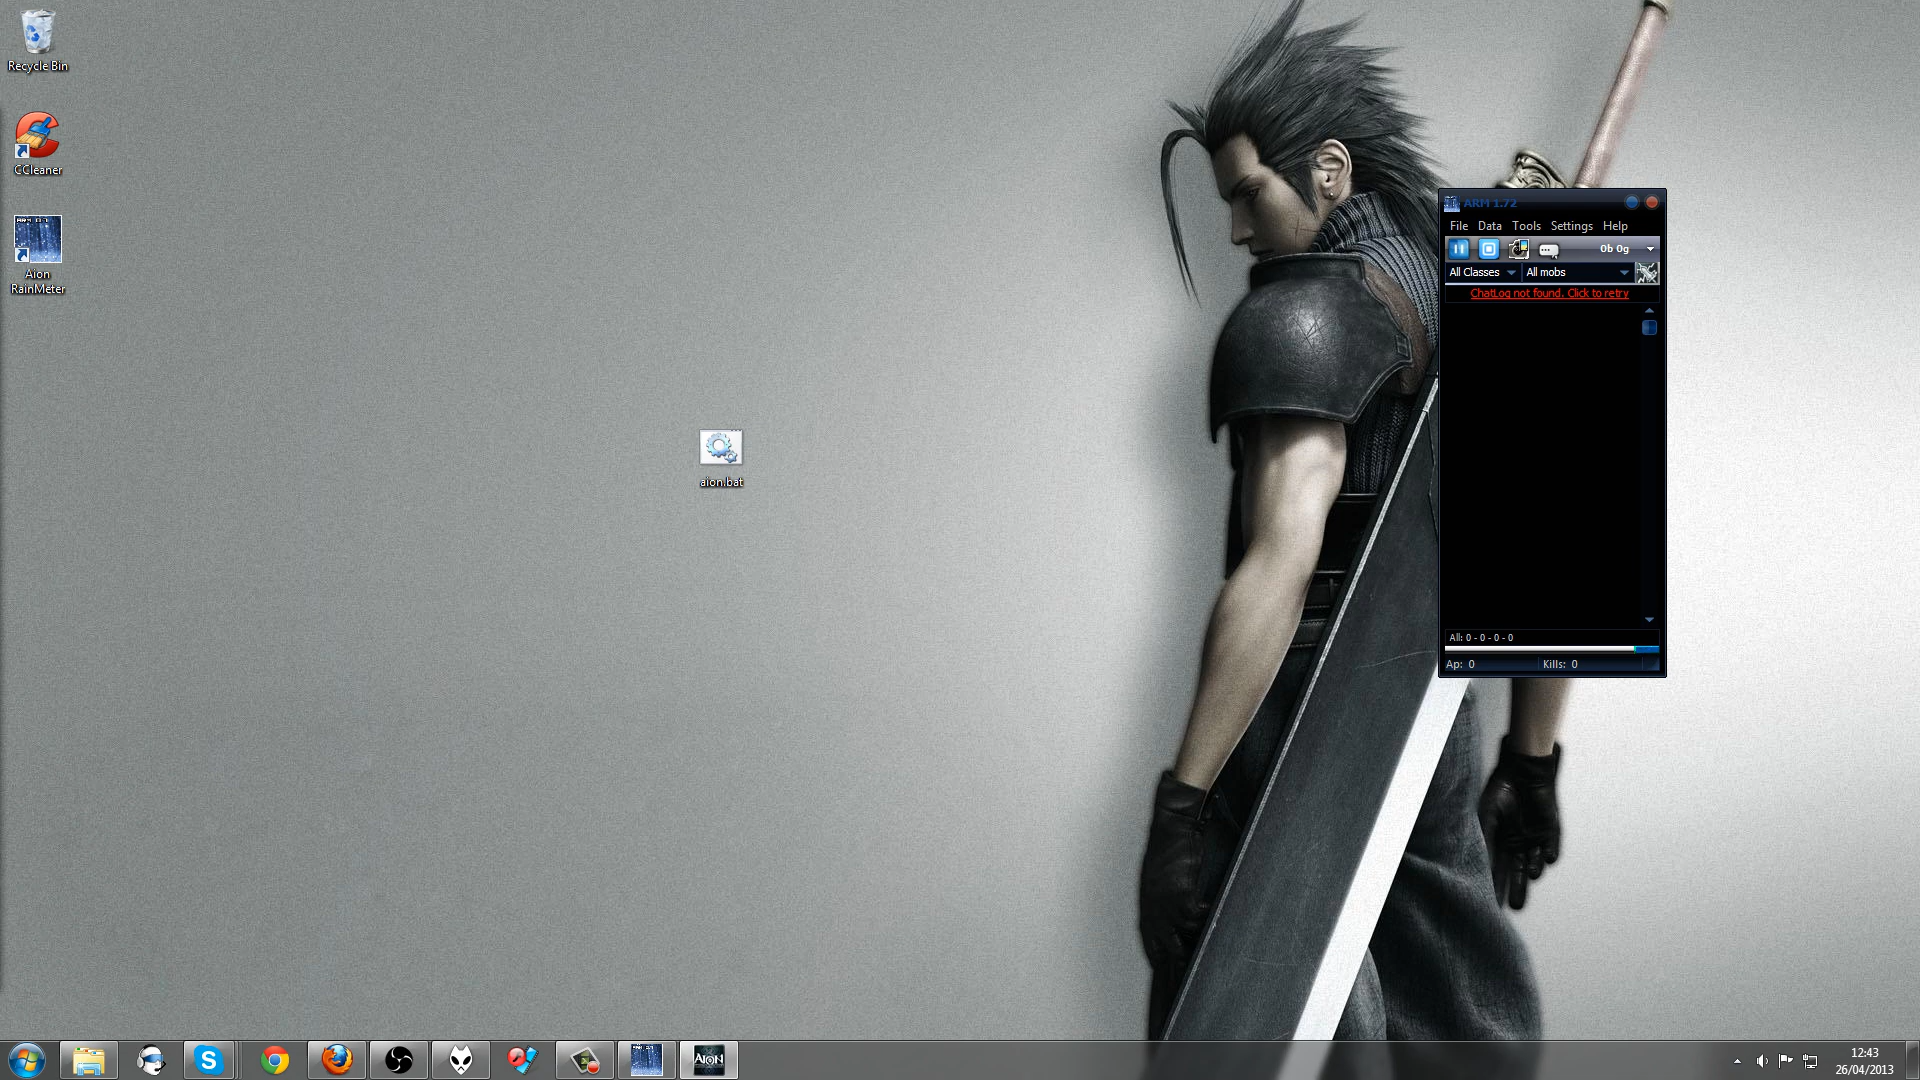 Recycle Bin
CCleaner
Aion
RainMeter
aion.bat
ARM 1.72
File Data Tools Settings Help
0b 0g
All Classes All mobs
ChatLog not found. Click to retry
All: 0 - 0 - 0 - 0
Ap: 0 Kills: 0
AION
12:43
26/04/2013